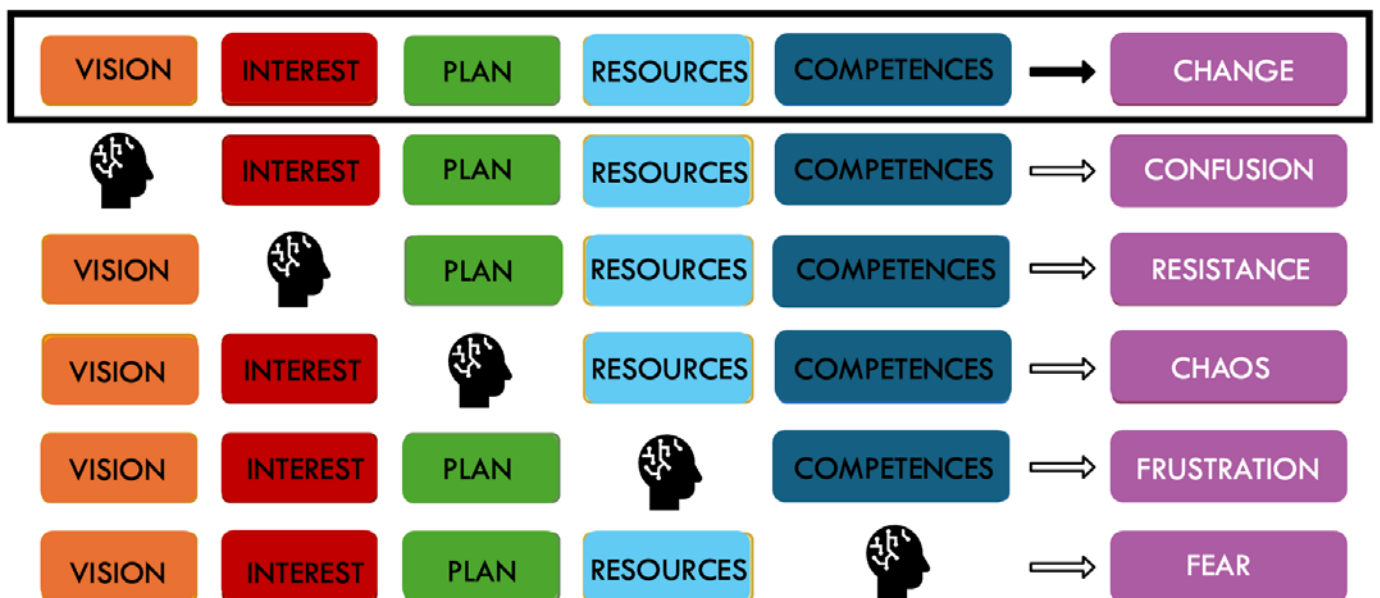 VISION INTEREST PLAN RESOURCES COMPETENCES CHANGE
INTEREST PLAN RESOURCES COMPETENCES CONFUSION
VISION PLAN RESOURCES COMPETENCES RESISTANCE
VISION INTEREST RESOURCES COMPETENCES CHAOS
VISION INTEREST PLAN COMPETENCES FRUSTRATION
VISION INTEREST PLAN RESOURCES FEAR